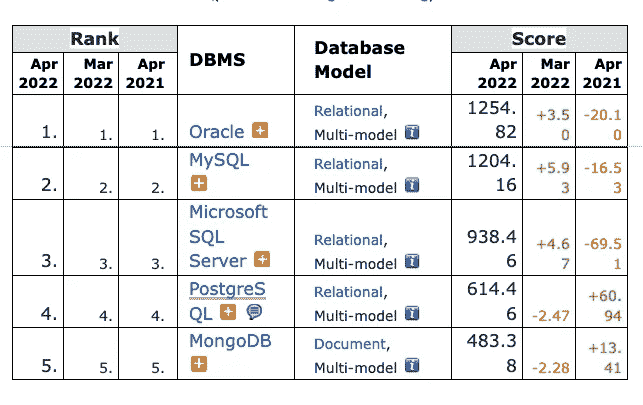 Rank DBMS Database Model Score
Apr 2022 Mar 2022 Apr 2021 Apr 2022 Mar 2022 Apr 2021
1. 1. 1. Oracle Relational, Multi-model 1254.82 +3.50 -20.10
2. 2. 2. MySQL Relational, Multi-model 1204.16 +5.93 -16.53
3. 3. 3. Microsoft SQL Server Relational, Multi-model 938.46 +4.67 -69.51
4. 4. 4. PostgreSQL Relational, Multi-model 614.46 -2.47 +60.94
5. 5. 5. MongoDB Document, Multi-model 483.38 -2.28 +13.41